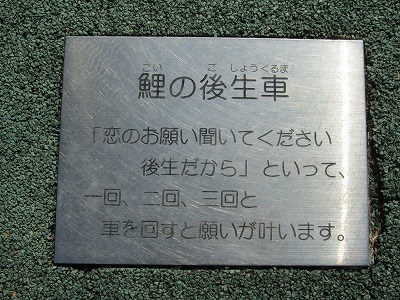 こい ご しょうくるま
鯉の後生車
「恋のお願い聞いてください
後生だから」といって、
一回、二回、三回と
車を回すと願いが叶います。